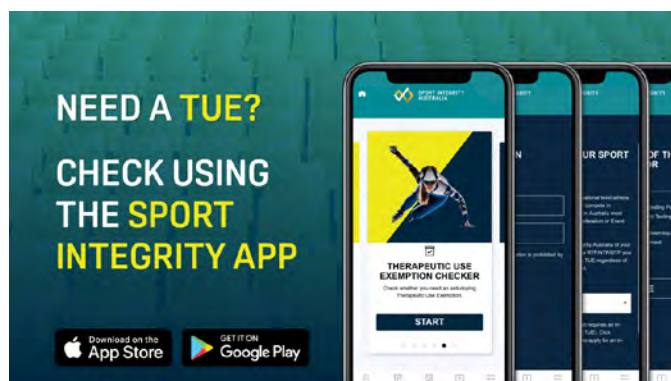 NEED A TUE?
CHECK USING
THE SPORT
INTEGRITY APP
Download on the
App Store
GET IT ON
Google Play
SPORT INTEGRITY
AUSTRALIA
THERAPEUTIC USE
EXEMPTION CHECKER
Check whether you need an anti-doping
Therapeutic Use Exemption.
START
UR SPORT